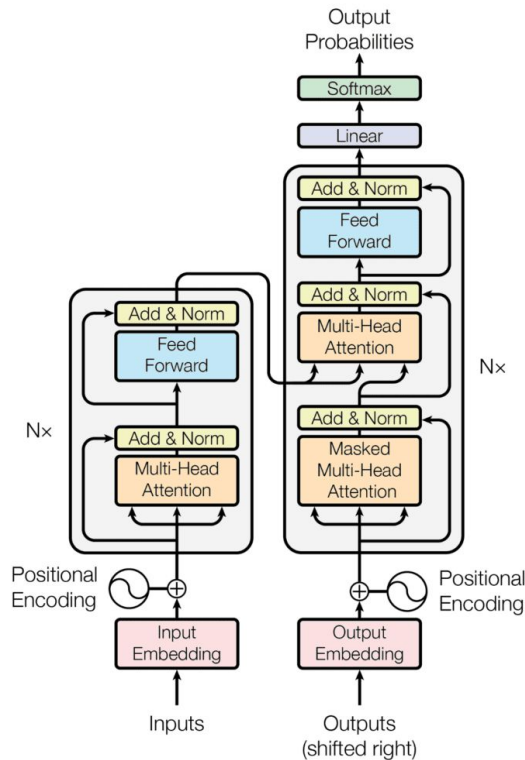 Output
Probabilities
Softmax
Linear
Add & Norm
Feed
Forward
Add & Norm
Multi-Head
Attention
Add & Norm
Masked
Multi-Head
Attention
N×
Add & Norm
Feed
Forward
Add & Norm
Multi-Head
Attention
N×
Positional
Encoding
Positional
Encoding
Input
Embedding
Output
Embedding
Inputs
Outputs
(shifted right)